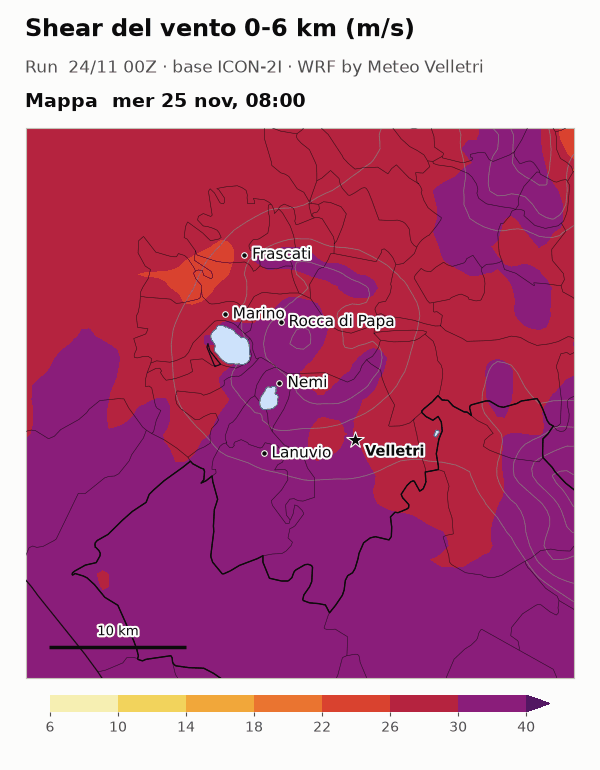 Shear del vento 0-6 km (m/s)
Run  24/11 00Z · base ICON-2I · WRF by Meteo Velletri
Mappa  mer 25 nov, 08:00
Frascati
Marino
Rocca di Papa
Nemi
Velletri
Lanuvio
10 km
6 10 14 18 22 26 30 40